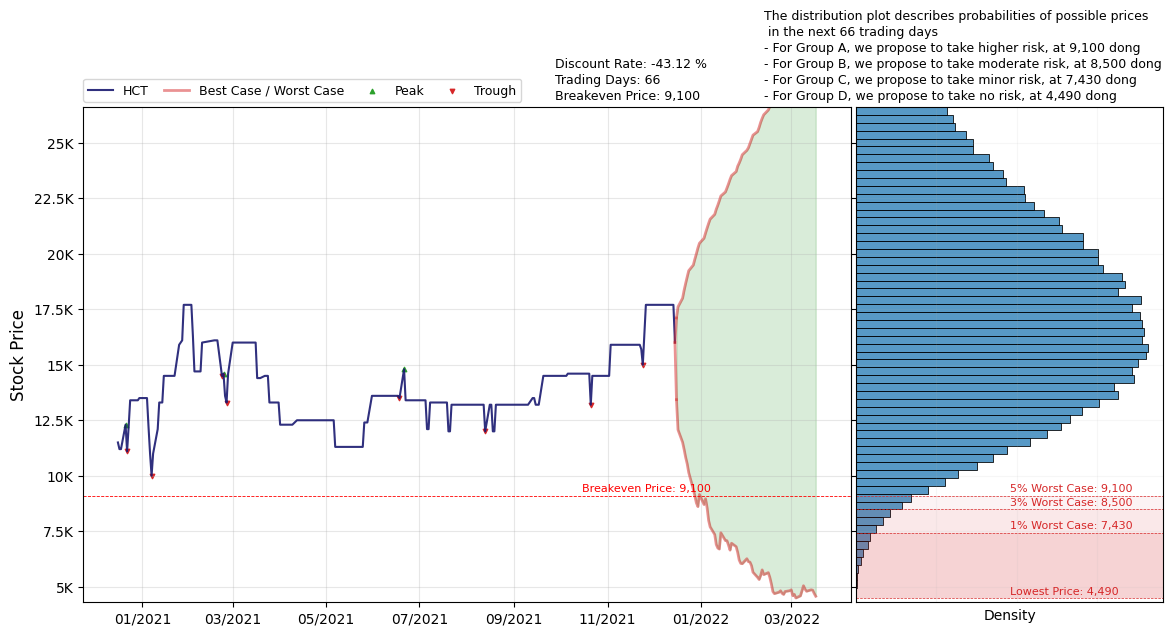 The distribution plot describes probabilities of possible prices
in the next 66 trading days
- For Group A, we propose to take higher risk, at 9,100 dong
- For Group B, we propose to take moderate risk, at 8,500 dong
- For Group C, we propose to take minor risk, at 7,430 dong
- For Group D, we propose to take no risk, at 4,490 dong
Discount Rate: -43.12 %
Trading Days: 66
Breakeven Price: 9,100
HCT
Best Case / Worst Case
Peak
Trough
Stock Price
25K
22.5K
20K
17.5K
15K
12.5K
10K
7.5K
5K
Breakeven Price: 9,100
5% Worst Case: 9,100
3% Worst Case: 8,500
1% Worst Case: 7,430
Lowest Price: 4,490
01/2021
03/2021
05/2021
07/2021
09/2021
11/2021
01/2022
03/2022
Density